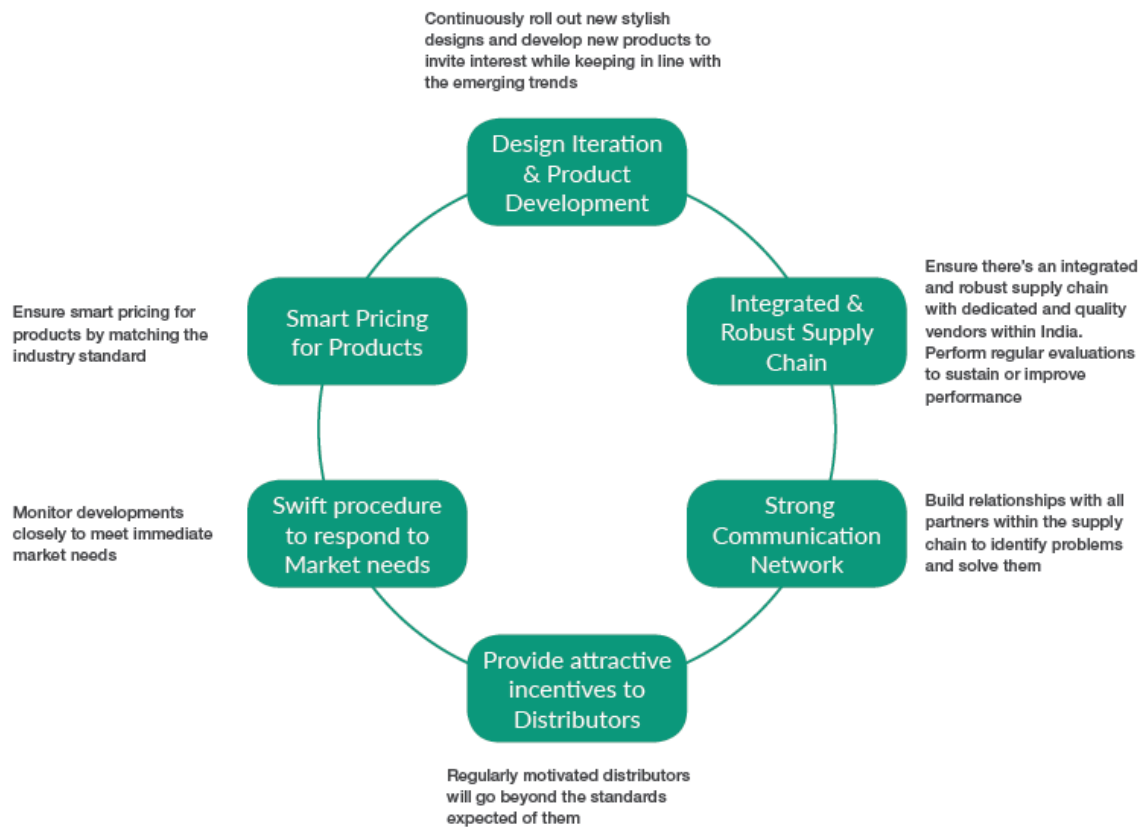 Continuously roll out new stylish
designs and develop new products to
invite interest while keeping in line with
the emerging trends
Design Iteration
& Product
Development
Integrated &
Robust Supply
Chain
Ensure there's an integrated
and robust supply chain
with dedicated and quality
vendors within India.
Perform regular evaluations
to sustain or improve
performance
Strong
Communication
Network
Build relationships with all
partners within the supply
chain to identify problems
and solve them
Provide attractive
incentives to
Distributors
Regularly motivated distributors
will go beyond the standards
expected of them
Swift procedure
to respond to
Market needs
Monitor developments
closely to meet immediate
market needs
Smart Pricing
for Products
Ensure smart pricing for
products by matching the
industry standard